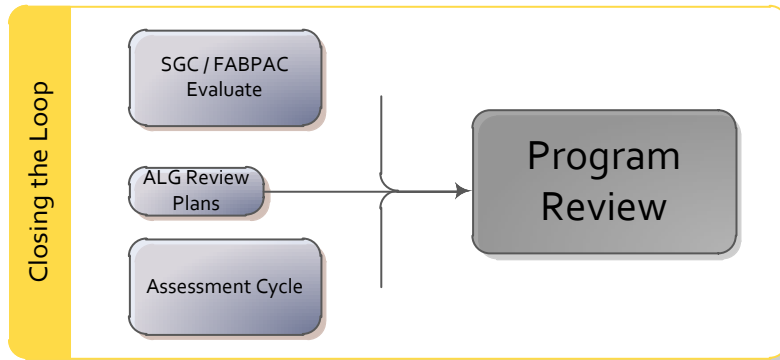 Closing the Loop
SGC / FABPAC
Evaluate
ALG Review
Plans
Assessment Cycle
Program
Review